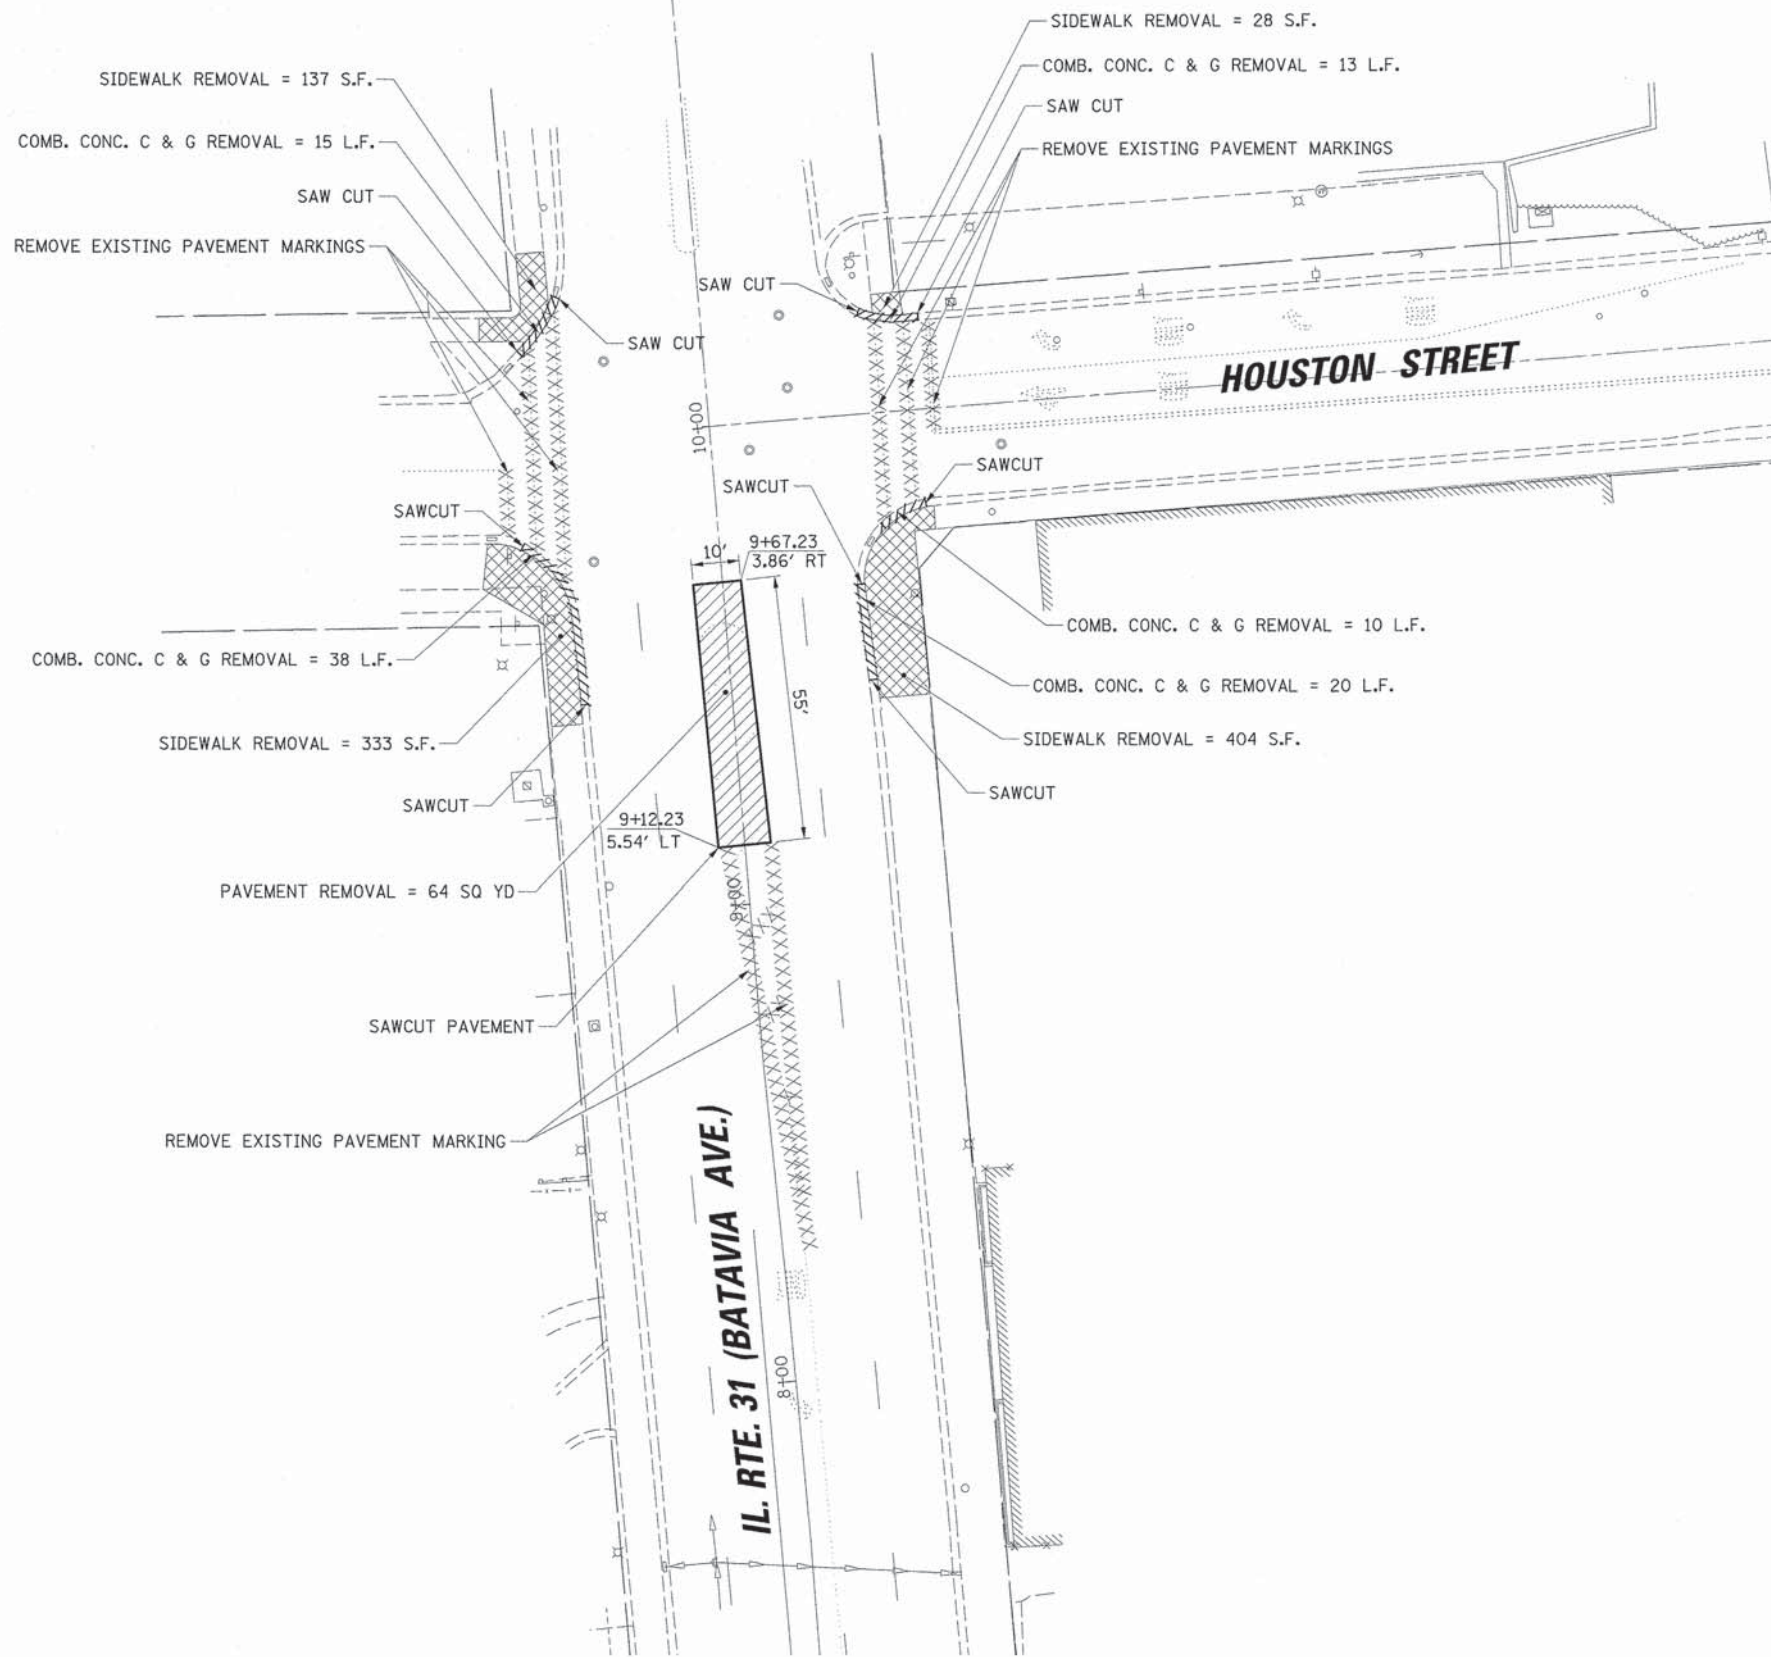 SIDEWALK REMOVAL = 28 S.F.
COMB. CONC. C & G REMOVAL = 13 L.F.
SAW CUT
REMOVE EXISTING PAVEMENT MARKINGS
SIDEWALK REMOVAL = 137 S.F.
COMB. CONC. C & G REMOVAL = 15 L.F.
SAW CUT
REMOVE EXISTING PAVEMENT MARKINGS
SAW CUT
SAW CUT
HOUSTON STREET
10+00
SAWCUT
SAWCUT
SAWCUT
10'
9+67.23
3.86' RT
COMB. CONC. C & G REMOVAL = 10 L.F.
COMB. CONC. C & G REMOVAL = 38 L.F.
COMB. CONC. C & G REMOVAL = 20 L.F.
55'
SIDEWALK REMOVAL = 333 S.F.
SIDEWALK REMOVAL = 404 S.F.
SAWCUT
SAWCUT
9+12.23
5.54' LT
PAVEMENT REMOVAL = 64 SQ YD
9+00
SAWCUT PAVEMENT
REMOVE EXISTING PAVEMENT MARKING
IL. RTE. 31 (BATAVIA AVE.)
8+00